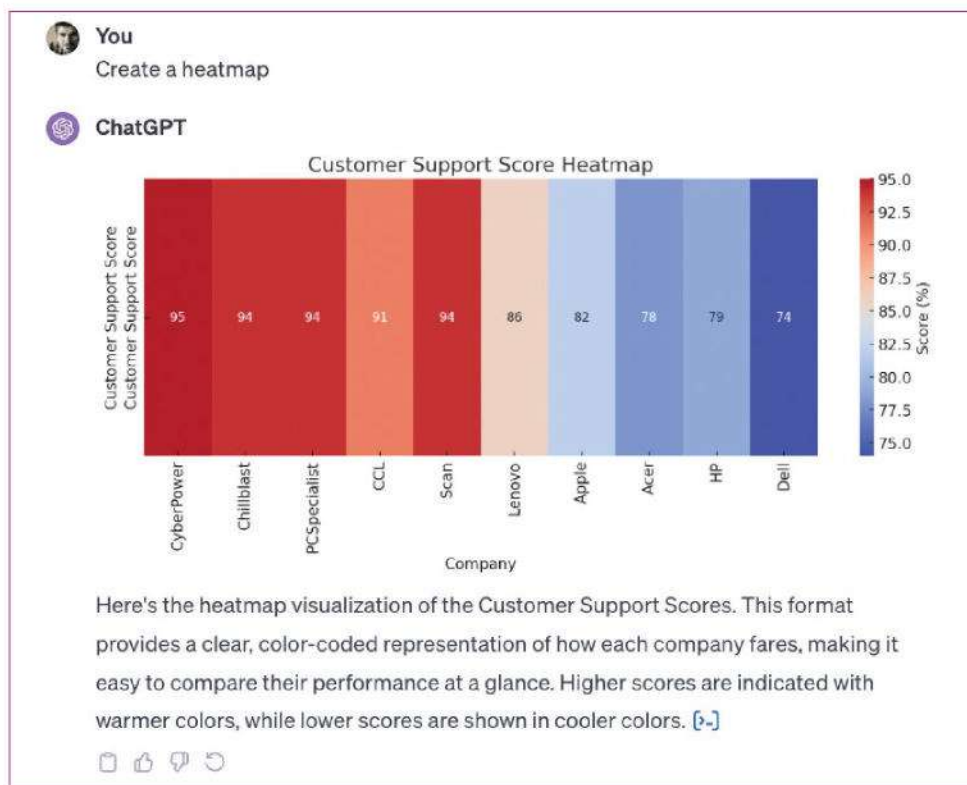 You
Create a heatmap
ChatGPT
Customer Support Score Heatmap
Customer Support Score
Customer Support Score
95 94 94 91 94 86 82 78 79 74
CyberPower
Chillblast
PCSpecialist
CCL
Scan
Lenovo
Apple
Acer
HP
Dell
Company
95.0
92.5
90.0
87.5
85.0
82.5
80.0
77.5
75.0
Score (%)
Here's the heatmap visualization of the Customer Support Scores. This format
provides a clear, color-coded representation of how each company fares, making it
easy to compare their performance at a glance. Higher scores are indicated with
warmer colors, while lower scores are shown in cooler colors. [>-]